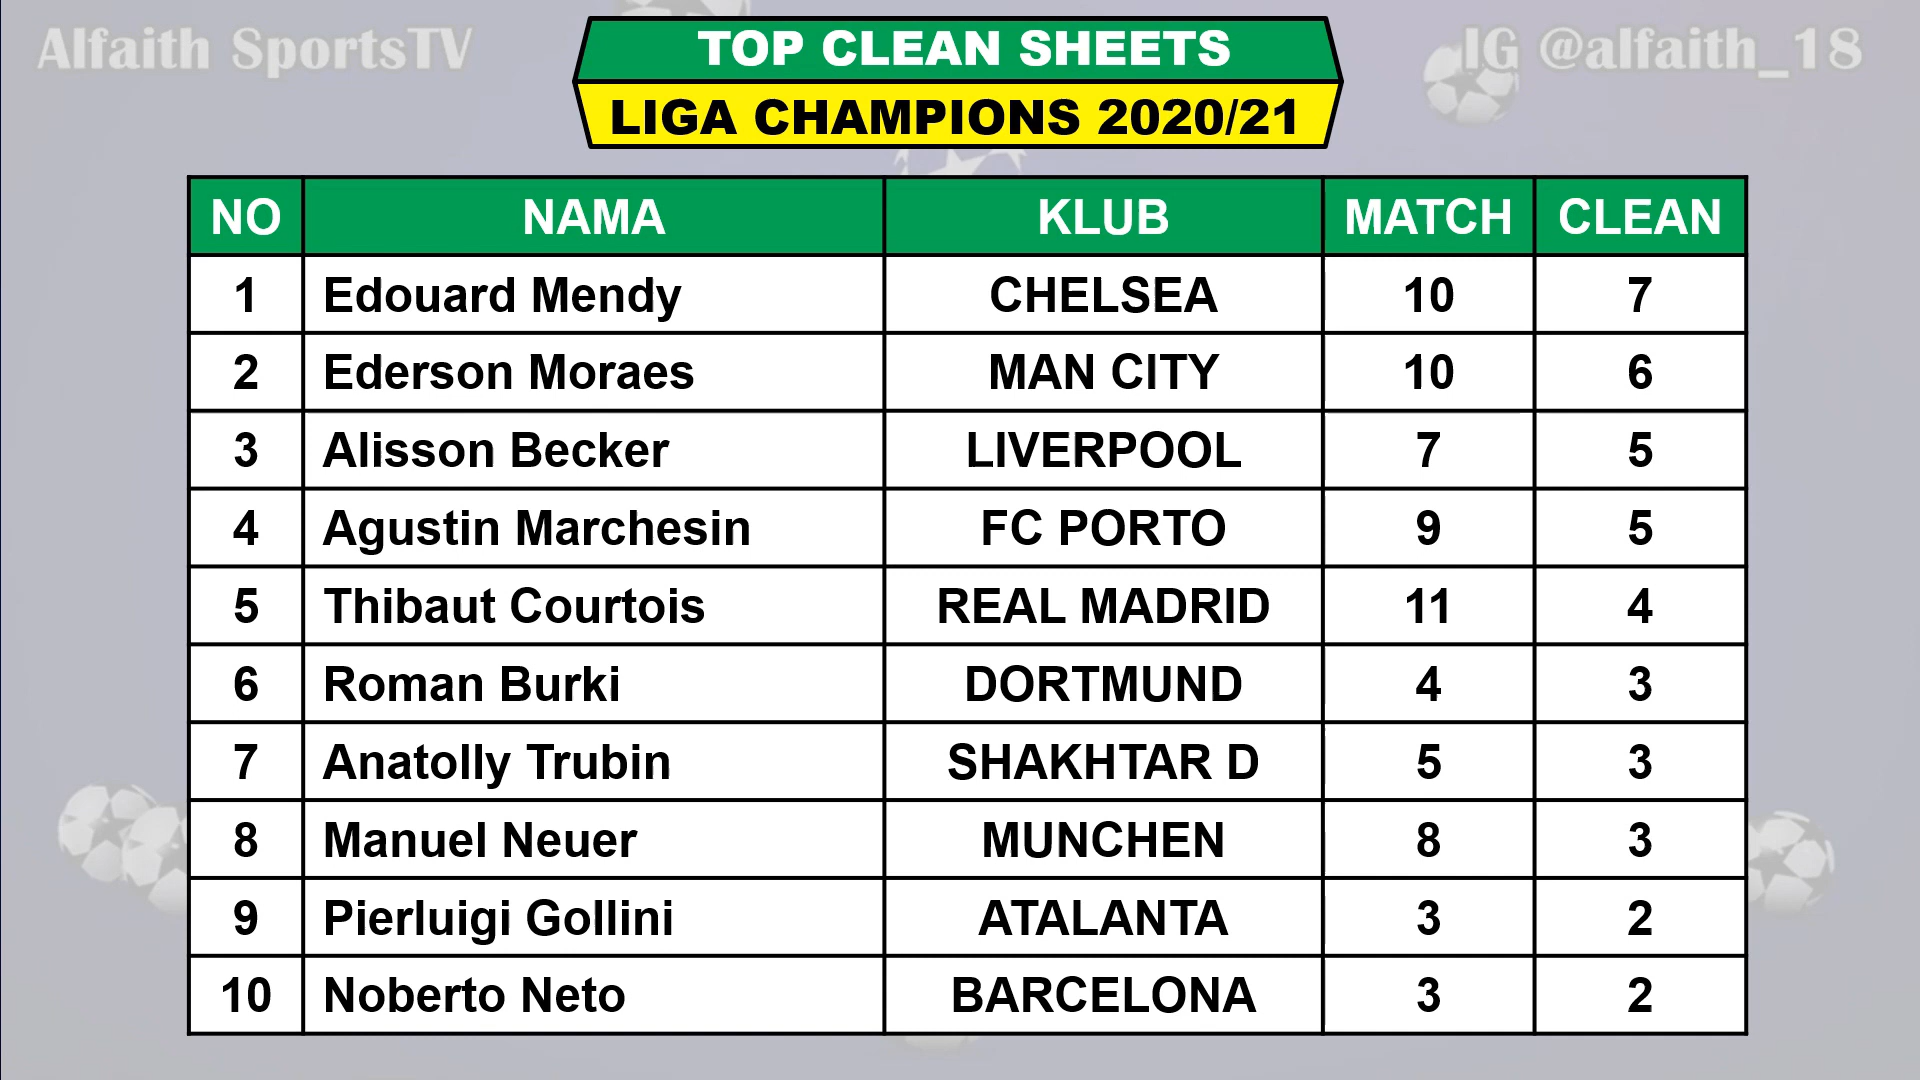 Alfaith SportsTV
TOP CLEAN SHEETS
LIGA CHAMPIONS 2020/21
IG @alfaith_18
NO NAMA KLUB MATCH CLEAN
1 Edouard Mendy CHELSEA 10 7
2 Ederson Moraes MAN CITY 10 6
3 Alisson Becker LIVERPOOL 7 5
4 Agustin Marchesin FC PORTO 9 5
5 Thibaut Courtois REAL MADRID 11 4
6 Roman Burki DORTMUND 4 3
7 Anatolly Trubin SHAKHTAR D 5 3
8 Manuel Neuer MUNCHEN 8 3
9 Pierluigi Gollini ATALANTA 3 2
10 Noberto Neto BARCELONA 3 2